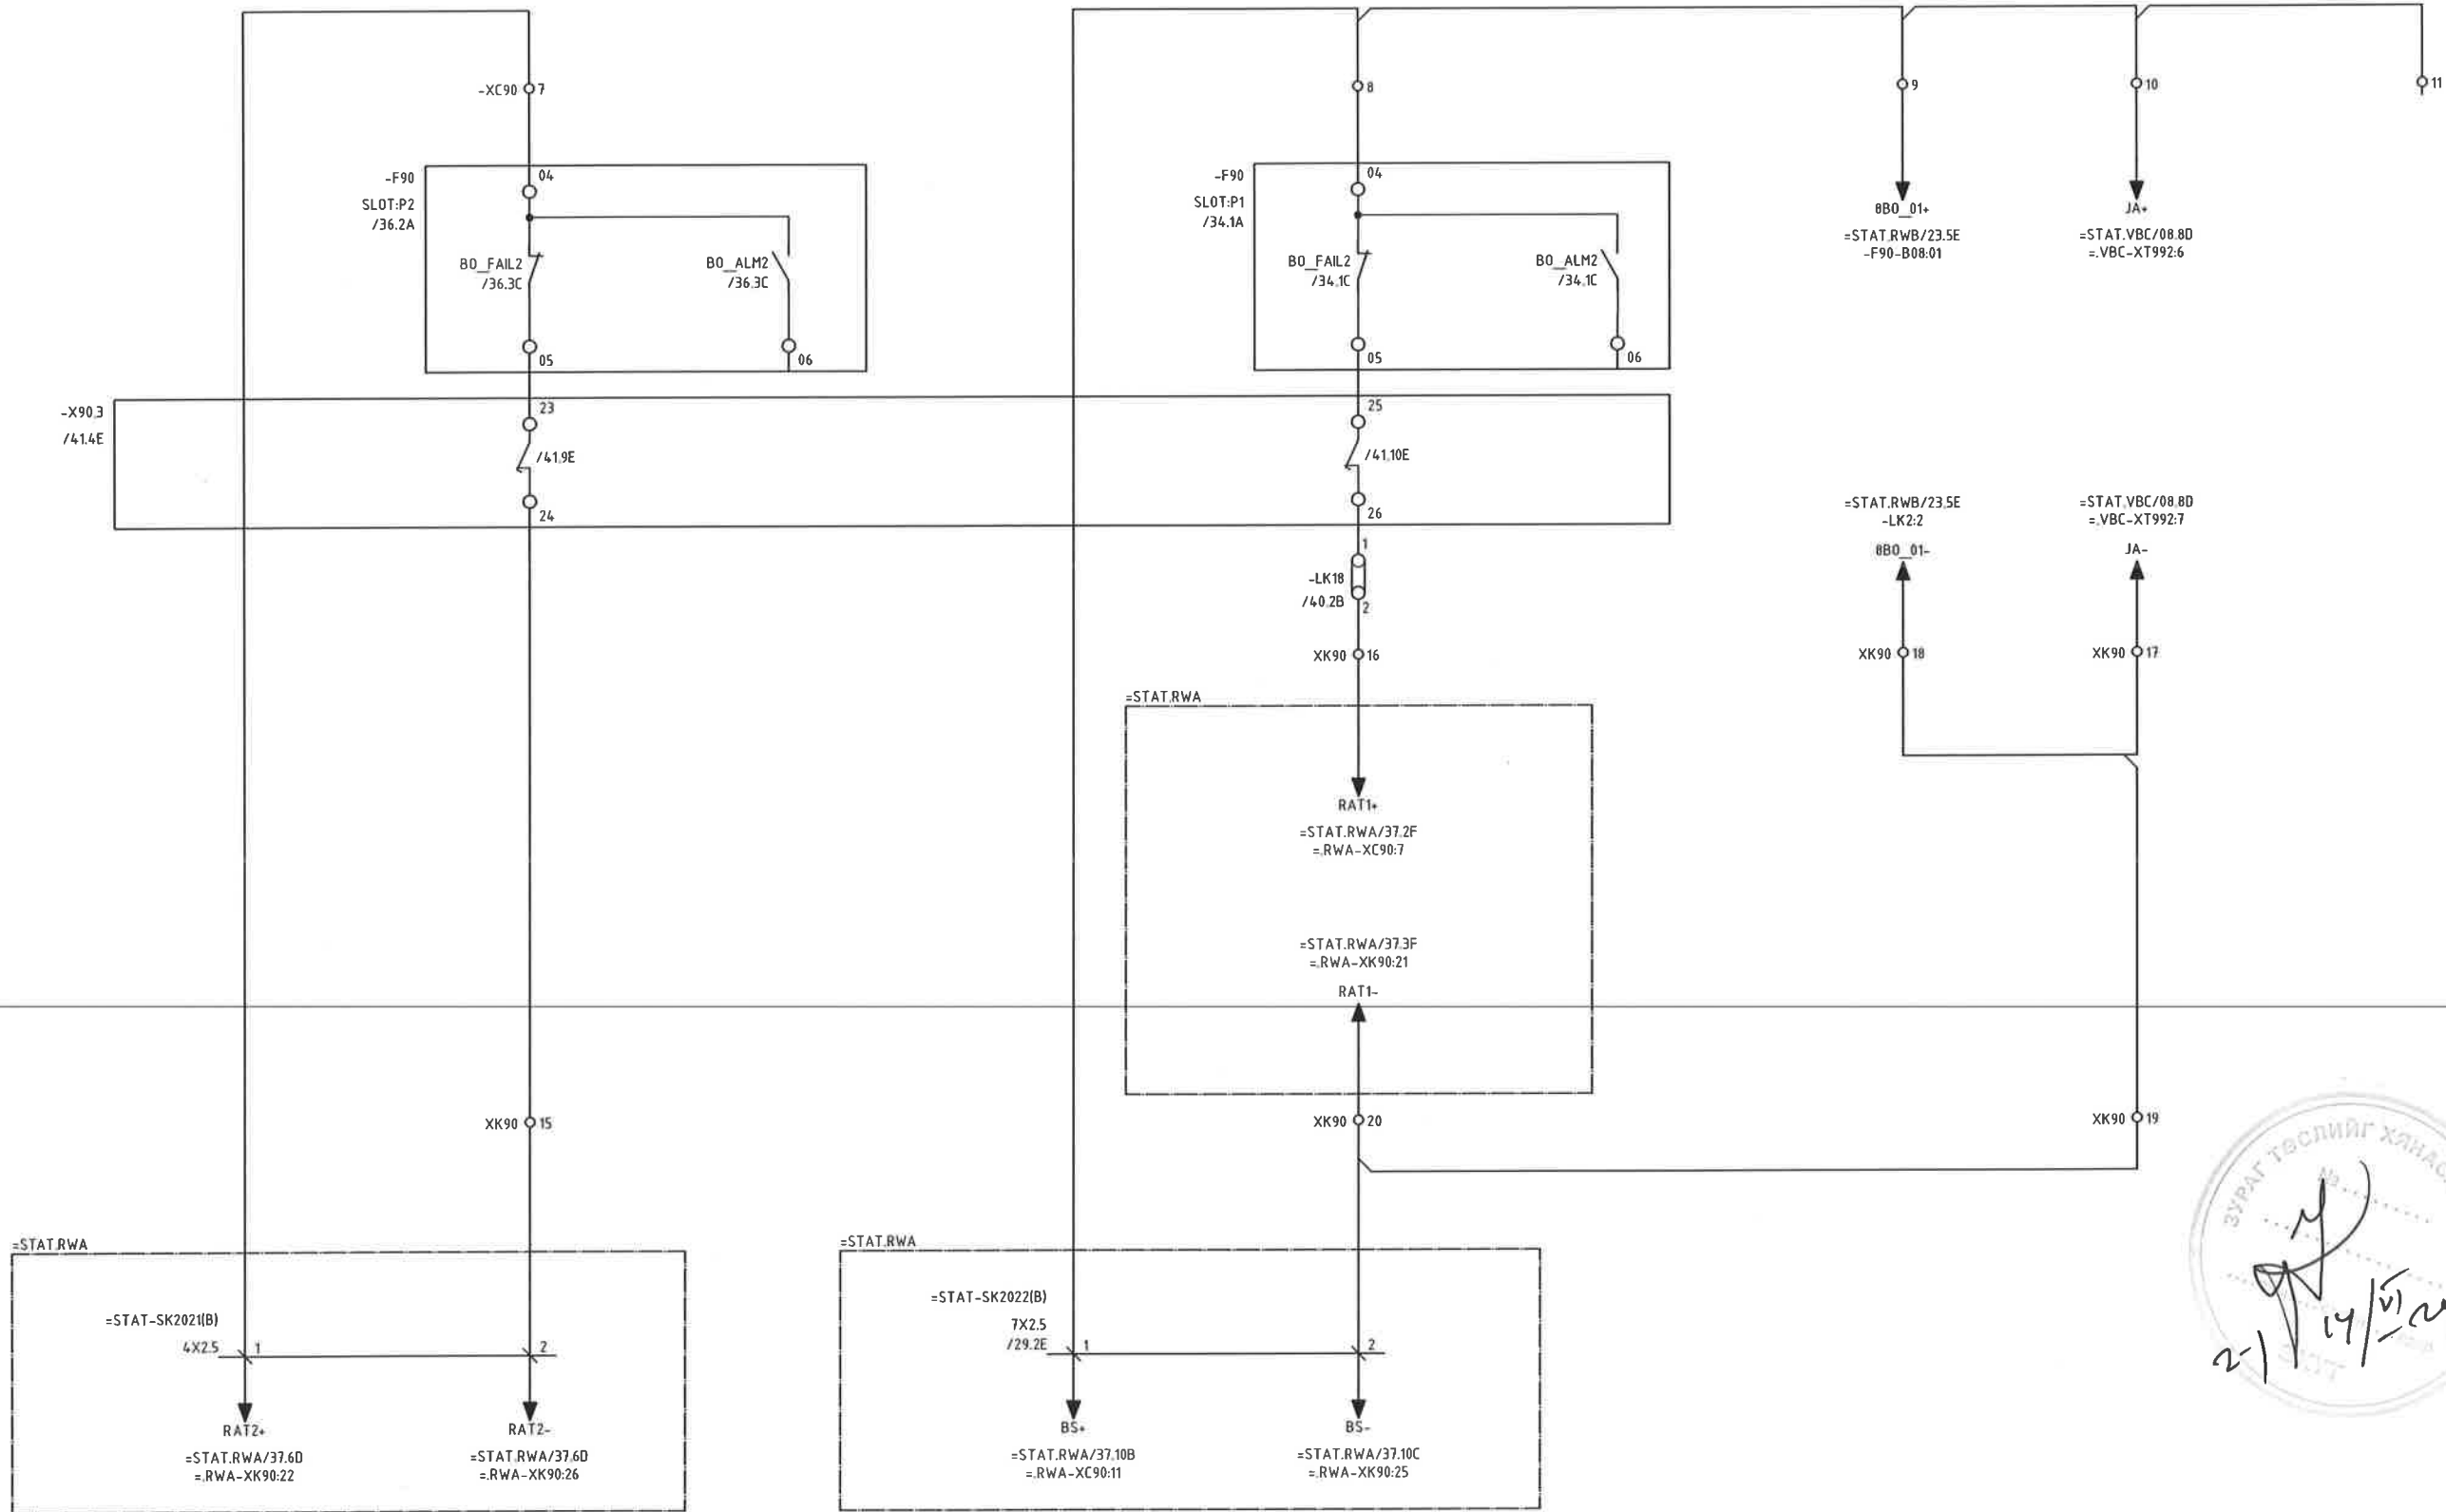 -XC90 7
8
9
10
11
-F90
SLOT:P2
/36.2A
04
BO_FAIL2
/36.3C
BO_ALM2
/36.3C
05
06
-F90
SLOT:P1
/34.1A
04
BO_FAIL2
/34.1C
BO_ALM2
/34.1C
05
06
8BO_01+
=STAT.RWB/23.5E
-F90-B08:01
JA+
=STAT.VBC/08.8D
=.VBC-XT992:6
-X90.3
/41.4E
23
/41.9E
24
25
/41.10E
26
1
-LK18
/40.2B
2
XK90 16
=STAT.RWB/23.5E
-LK2:2
8BO_01-
=STAT.VBC/08.8D
=.VBC-XT992:7
JA-
XK90 18
XK90 17
=STAT.RWA
RAT1+
=STAT.RWA/37.2F
=.RWA-XC90:7
=STAT.RWA/37.3F
=.RWA-XK90:21
RAT1-
XK90 15
XK90 20
XK90 19
=STAT.RWA
=STAT-SK2021(B)
4X2.5
1
2
RAT2+
=STAT.RWA/37.6D
=.RWA-XK90:22
RAT2-
=STAT.RWA/37.6D
=.RWA-XK90:26
=STAT.RWA
=STAT-SK2022(B)
7X2.5
/29.2E
1
2
BS+
=STAT.RWA/37.10B
=.RWA-XC90:11
BS-
=STAT.RWA/37.10C
=.RWA-XK90:25
ЗУРАГ ТӨСЛИЙГ
№
14/VI
2-1